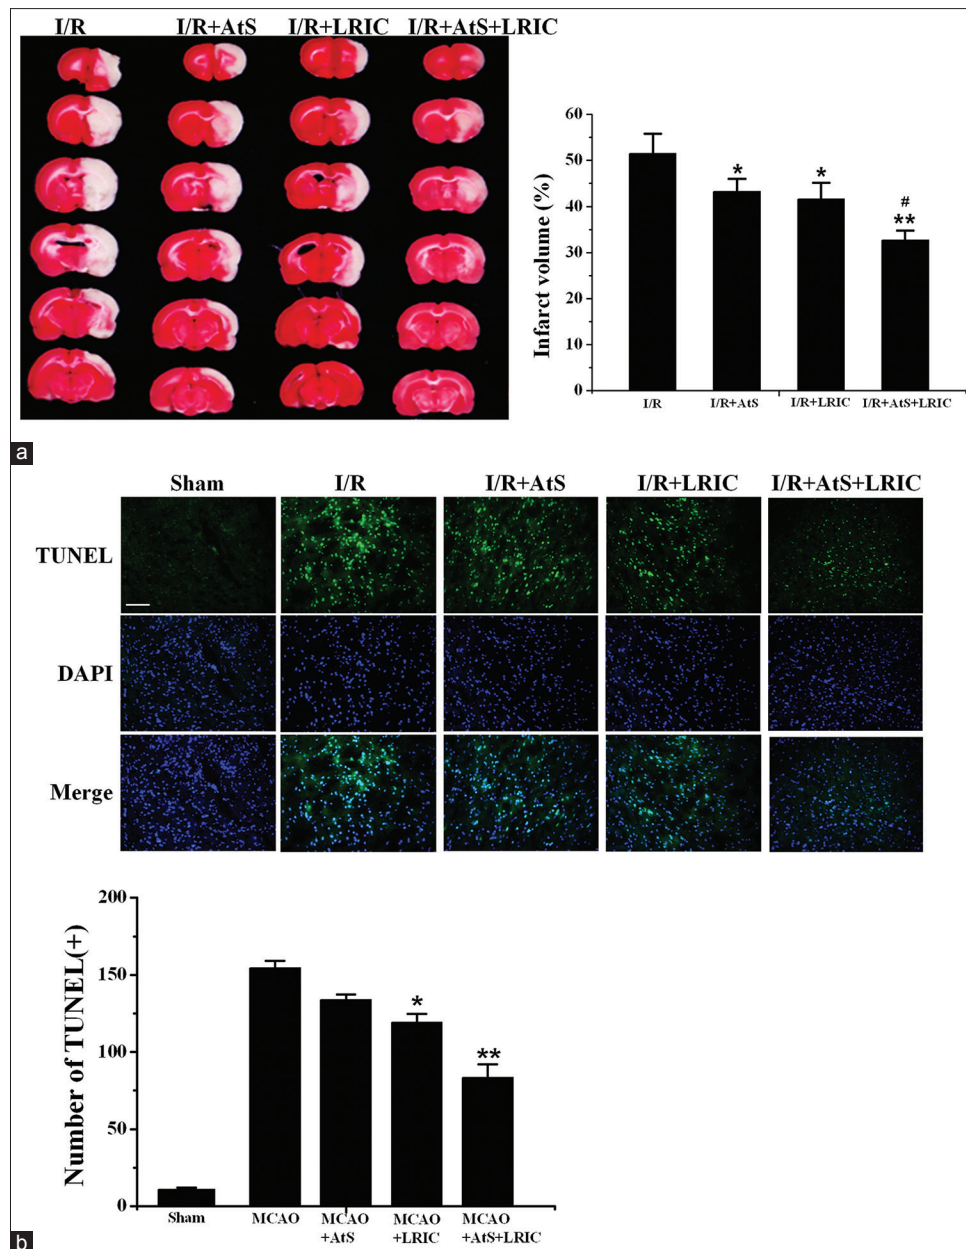 I/R I/R+AtS I/R+LRIC I/R+AtS+LRIC
60
50
40
30
20
10
0
Infarct volume (%)
*
*
#
**
I/R I/R+AtS I/R+LRIC I/R+AtS+LRIC
a
Sham I/R I/R+AtS I/R+LRIC I/R+AtS+LRIC
TUNEL
DAPI
Merge
200
150
100
50
0
Number of TUNEL(+)
*
**
Sham MCAO MCAO MCAO MCAO
+AtS +LRIC +AtS+LRIC
b